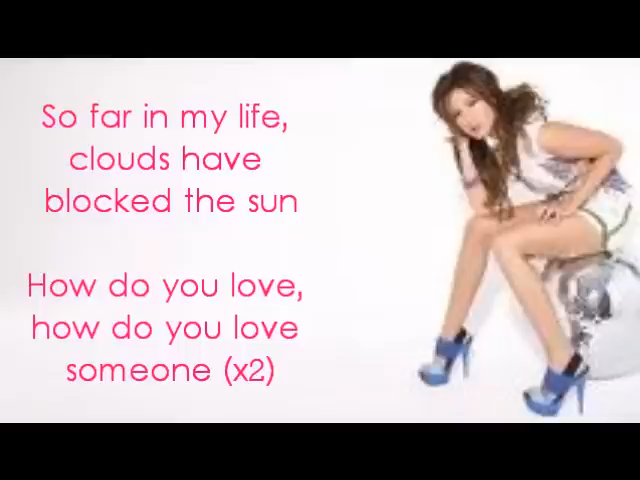 So far in my life,
clouds have
blocked the sun
How do you love,
how do you love
someone (x2)